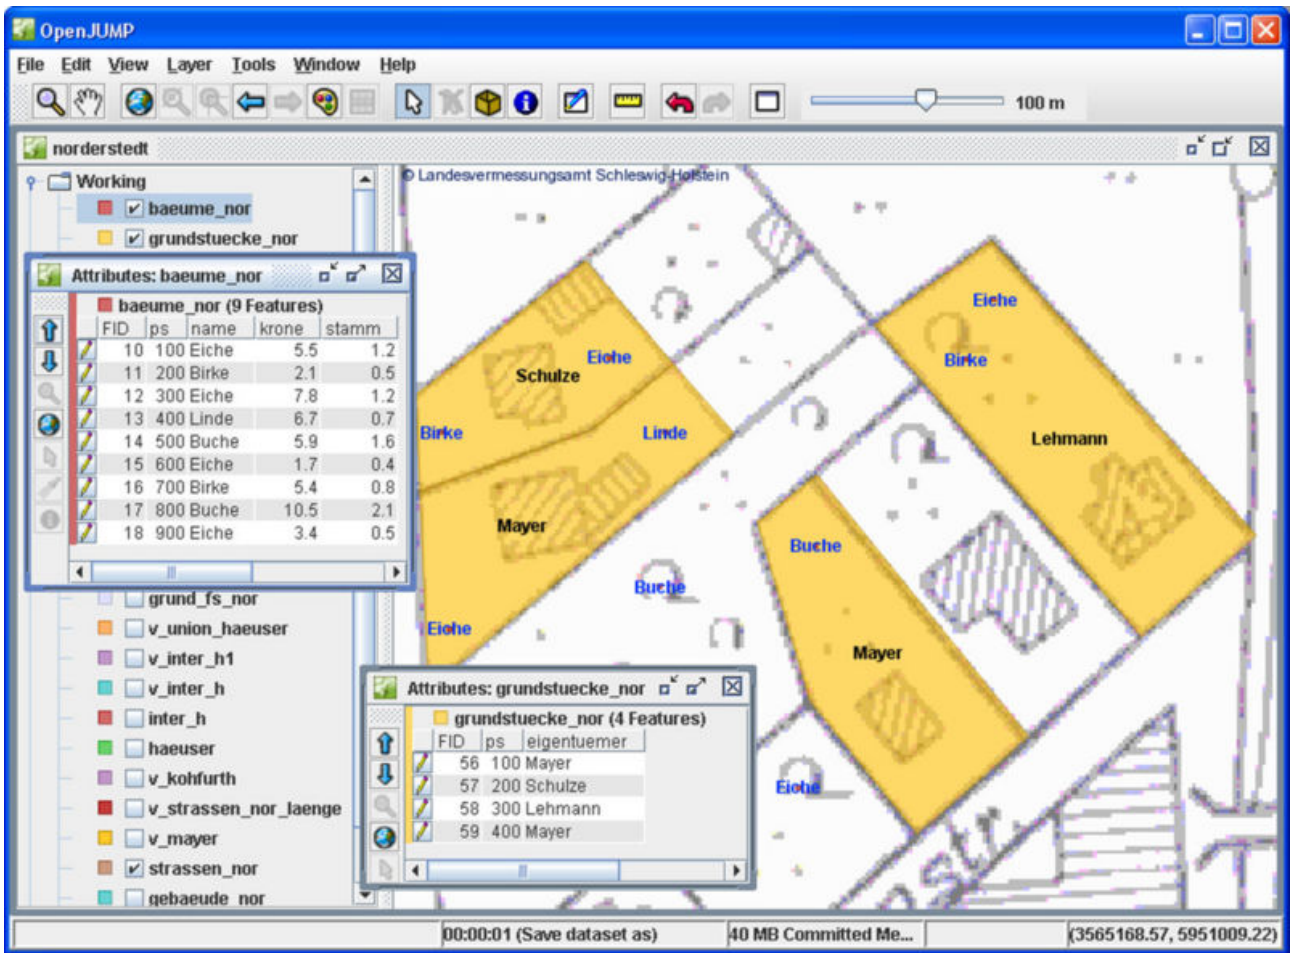 OpenJUMP
File Edit View Layer Tools Window Help
100 m
norderstedt
Working
baeume_nor
grundstuecke_nor
Attributes: baeume_nor
baeume_nor (9 Features)
FID ps name krone stamm
10 100 Eiche 5.5 1.2
11 200 Birke 2.1 0.5
12 300 Eiche 7.8 1.2
13 400 Linde 6.7 0.7
14 500 Buche 5.9 1.6
15 600 Eiche 1.7 0.4
16 700 Birke 5.4 0.8
17 800 Buche 10.5 2.1
18 900 Eiche 3.4 0.5
grund_fs_nor
v_union_haeuser
v_inter_h1
v_inter_h
inter_h
haeuser
v_kohfurth
v_strassen_nor_laenge
v_mayer
strassen_nor
gebaeude_nor
© Landesvermessungsamt Schleswig-Holstein
Eiche
Eiche
Birke
Schulze
Birke
Linde
Lehmann
Mayer
Buche
Buche
Eiche
Mayer
Eiche
Attributes: grundstuecke_nor
grundstuecke_nor (4 Features)
FID ps eigentuemer
56 100 Mayer
57 200 Schulze
58 300 Lehmann
59 400 Mayer
00:00:01 (Save dataset as) 40 MB Committed Me... (3565168.57, 5951009.22)